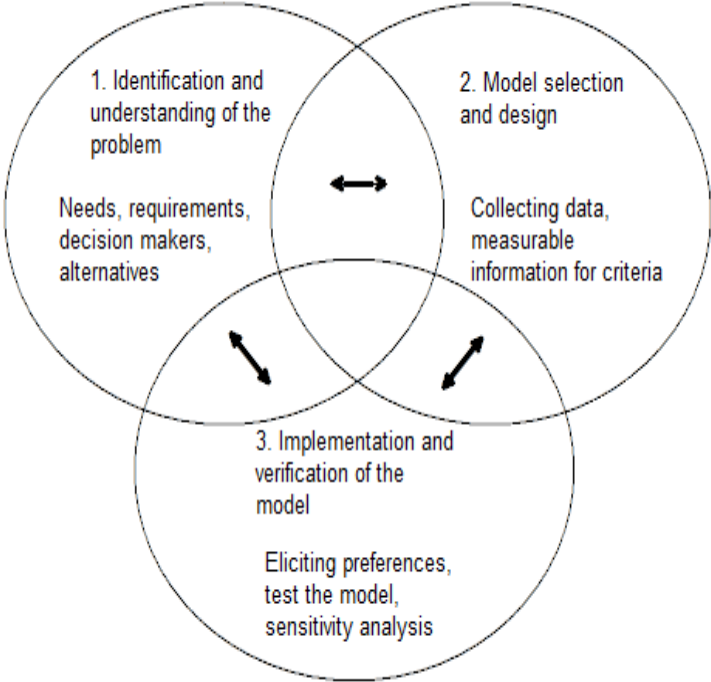 1. Identification and
understanding of the
problem
Needs, requirements,
decision makers,
alternatives
2. Model selection
and design
Collecting data,
measurable
information for criteria
3. Implementation and
verification of the
model
Eliciting preferences,
test the model,
sensitivity analysis